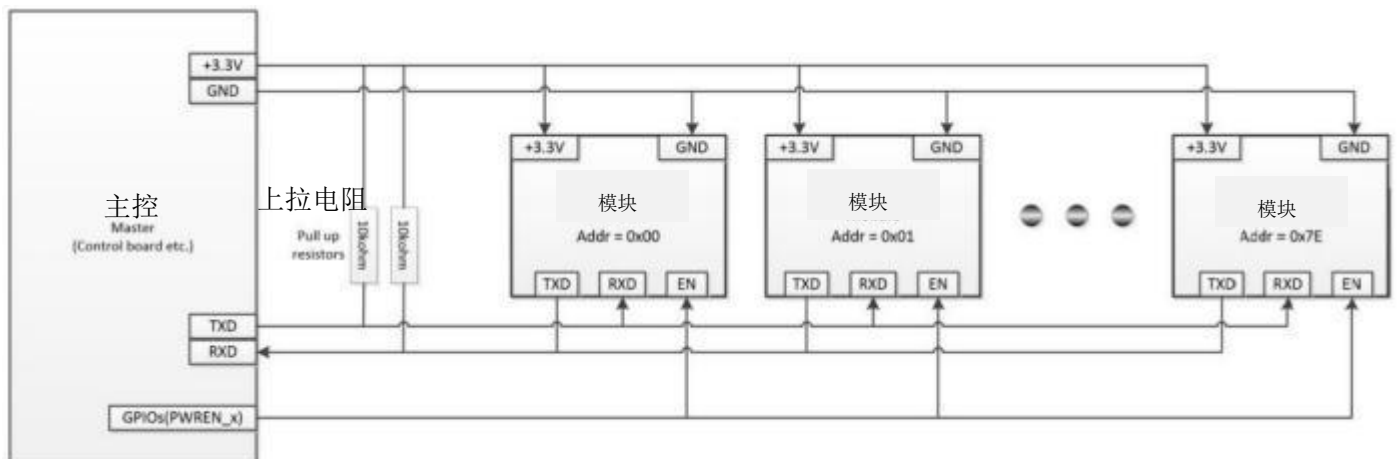 +3.3V
GND
主控
Master
(Control board etc.)
上拉电阻
Pull up
resistors
10kohm
10kohm
TXD
RXD
GPIOs(PWREN_x)
+3.3V
GND
模块
Addr = 0x00
TXD
RXD
EN
+3.3V
GND
模块
Addr = 0x01
TXD
RXD
EN
+3.3V
GND
模块
Addr = 0x7E
TXD
RXD
EN